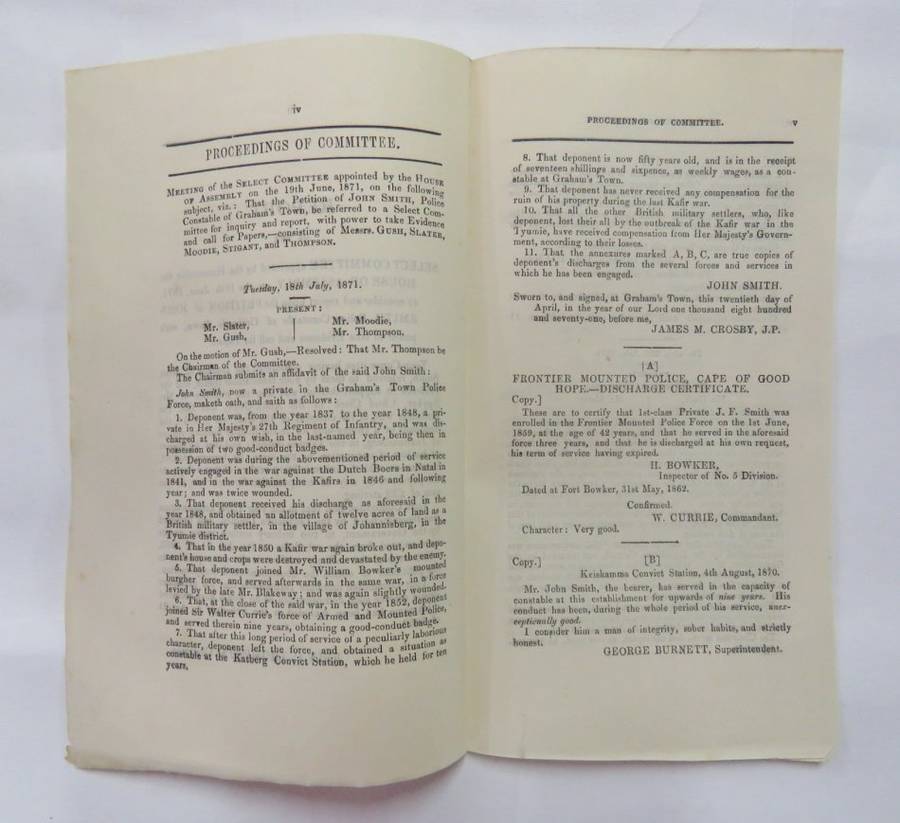 iv
PROCEEDINGS OF COMMITTEE.
MEETING of the SELECT COMMITTEE appointed by the HOUSE
OF ASSEMBLY on the 19th June, 1871, on the following
subject, viz.: That the Petition of JOHN SMITH, Police
Constable of Graham's Town, be referred to a Select Com-
mittee for inquiry and report, with power to take Evidence
and call for Papers,—consisting of Messrs. GUSH, SLATER,
MOODIE, STIGANT, and THOMPSON.
Tuesday, 18th July, 1871.
PRESENT:
Mr. Slater,
Mr. Gush,
Mr. Moodie,
Mr. Thompson.
On the motion of Mr. Gush,—Resolved: That Mr. Thompson be
the Chairman of the Committee.
The Chairman submits an affidavit of the said John Smith:
John Smith, now a private in the Graham's Town Police
Force, maketh oath, and saith as follows:
1. Deponent was, from the year 1837 to the year 1848, a pri-
vate in Her Majesty's 27th Regiment of Infantry, and was dis-
charged at his own wish, in the last-named year, being then in
possession of two good-conduct badges.
2. Deponent was during the abovementioned period of service
actively engaged in the war against the Dutch Boers in Natal in
1841, and in the war against the Kafirs in 1846 and following
year; and was twice wounded.
3. That deponent received his discharge as aforesaid in the
year 1848, and obtained an allotment of twelve acres of land as a
British military settler, in the village of Johannisberg, in the
Tyumie district.
4. That in the year 1850 a Kafir war again broke out, and depo-
nent's house and crops were destroyed and devastated by the enemy.
5. That deponent joined Mr. William Bowker's mounted
burgher force, and served afterwards in the same war, in a force
levied by the late Mr. Blakeway; and was again slightly wounded.
6. That, at the close of the said war, in the year 1852, deponent
joined Sir Walter Currie's force of Armed and Mounted Police,
and served therein nine years, obtaining a good-conduct badge.
7. That after this long period of service of a peculiarly laborious
character, deponent left the force, and obtained a situation as
constable at the Katberg Convict Station, which he held for ten
years.
PROCEEDINGS OF COMMITTEE. v
8. That deponent is now fifty years old, and is in the receipt
of seventeen shillings and sixpence, as weekly wages, as a con-
stable at Graham's Town.
9. That deponent has never received any compensation for the
ruin of his property during the last Kafir war.
10. That all the other British military settlers, who, like
deponent, lost their all by the outbreak of the Kafir war in the
Tyumie, have received compensation from Her Majesty's Govern-
ment, according to their losses.
11. That the annexures marked A, B, C, are true copies of
deponent's discharges from the several forces and services in
which he has been engaged.
JOHN SMITH.
Sworn to, and signed, at Graham's Town, this twentieth day of
April, in the year of our Lord one thousand eight hundred
and seventy-one, before me,
JAMES M. CROSBY, J.P.
[A]
FRONTIER MOUNTED POLICE, CAPE OF GOOD
HOPE.—DISCHARGE CERTIFICATE.
Copy.]
These are to certify that 1st-class Private J. F. Smith was
enrolled in the Frontier Mounted Police Force on the 1st June,
1859, at the age of 42 years, and that he served in the aforesaid
force three years, and that he is discharged at his own request,
his term of service having expired.
H. BOWKER,
Inspector of No. 5 Division.
Dated at Fort Bowker, 31st May, 1862.
Confirmed.
W. CURRIE, Commandant.
Character: Very good.
Copy.] [B]
Keiskamma Convict Station, 4th August, 1870.
Mr. John Smith, the bearer, has served in the capacity of
constable at this establishment for upwards of nine years. His
conduct has been, during the whole period of his service, unex-
ceptionally good.
I consider him a man of integrity, sober habits, and strictly
honest.
GEORGE BURNETT, Superintendent.